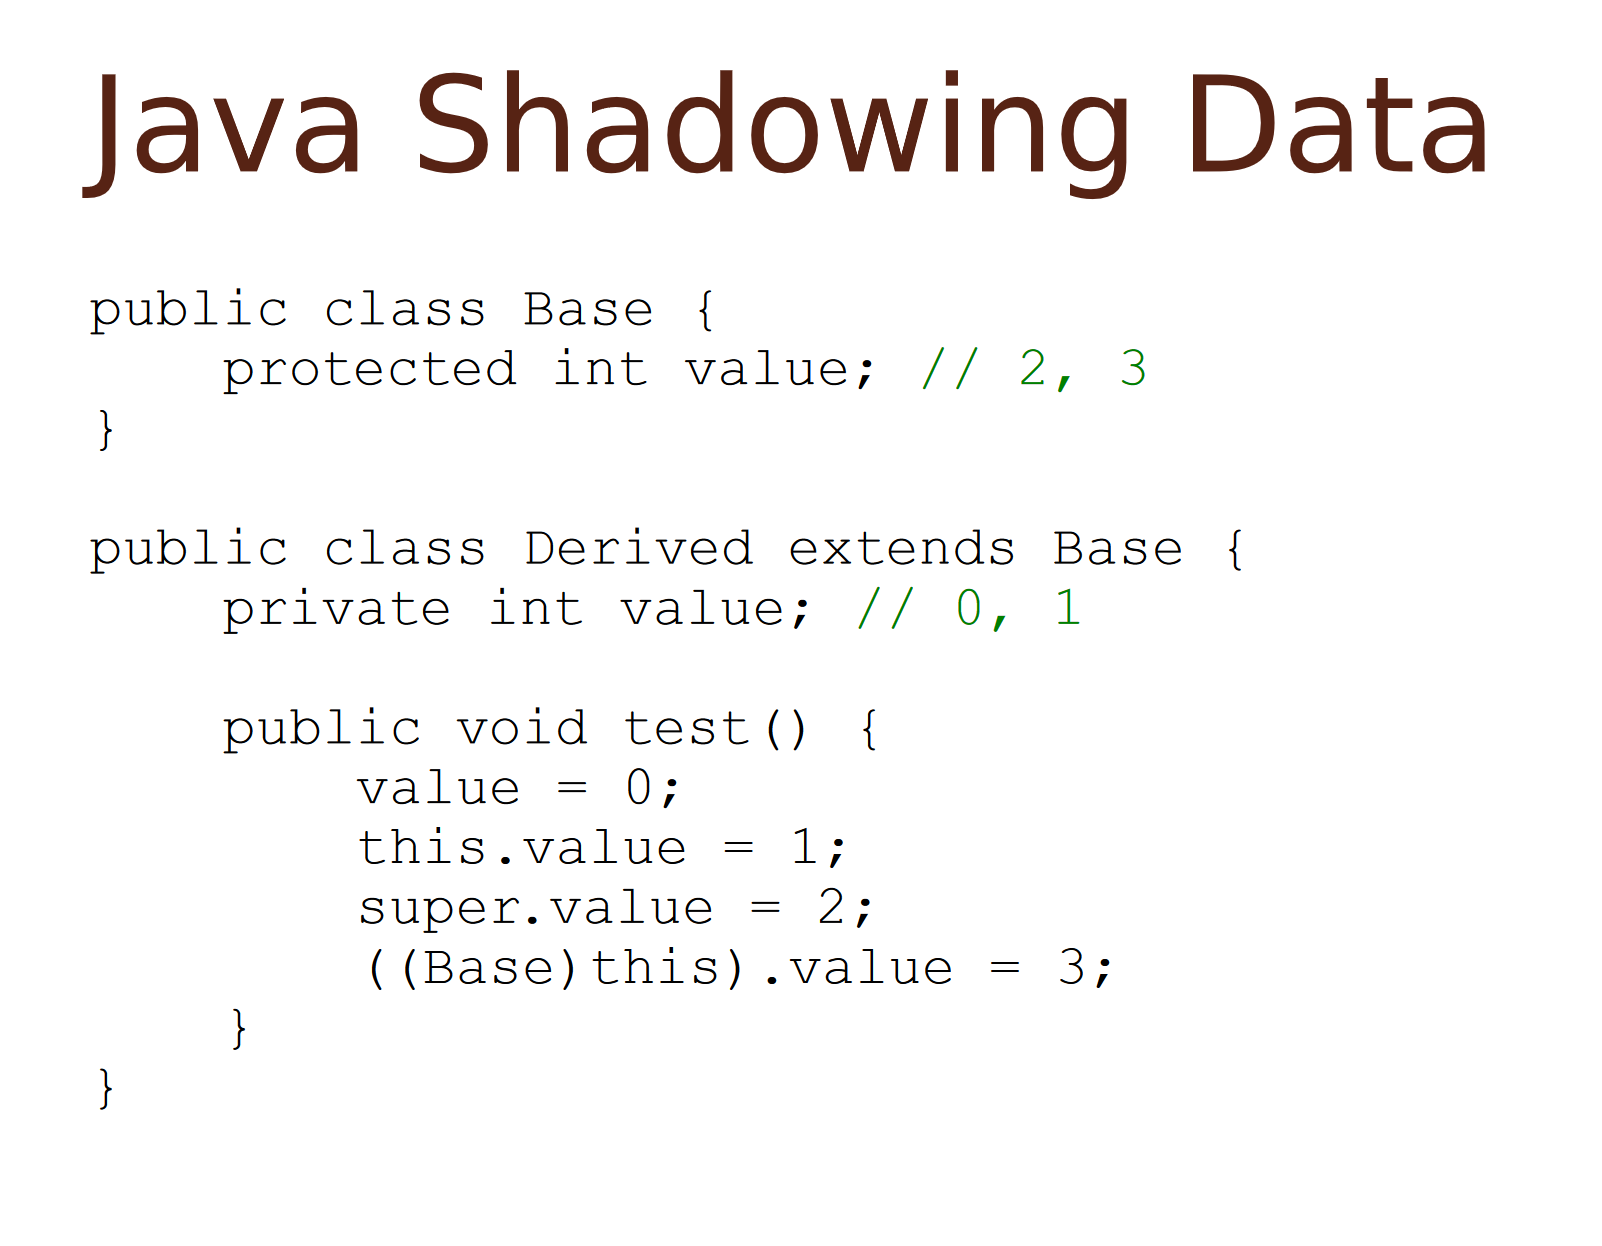 Java Shadowing Data
public class Base {
    protected int value; // 2, 3
}
public class Derived extends Base {
    private int value; // 0, 1
    public void test() {
        value = 0;
        this.value = 1;
        super.value = 2;
        ((Base)this).value = 3;
    }
}